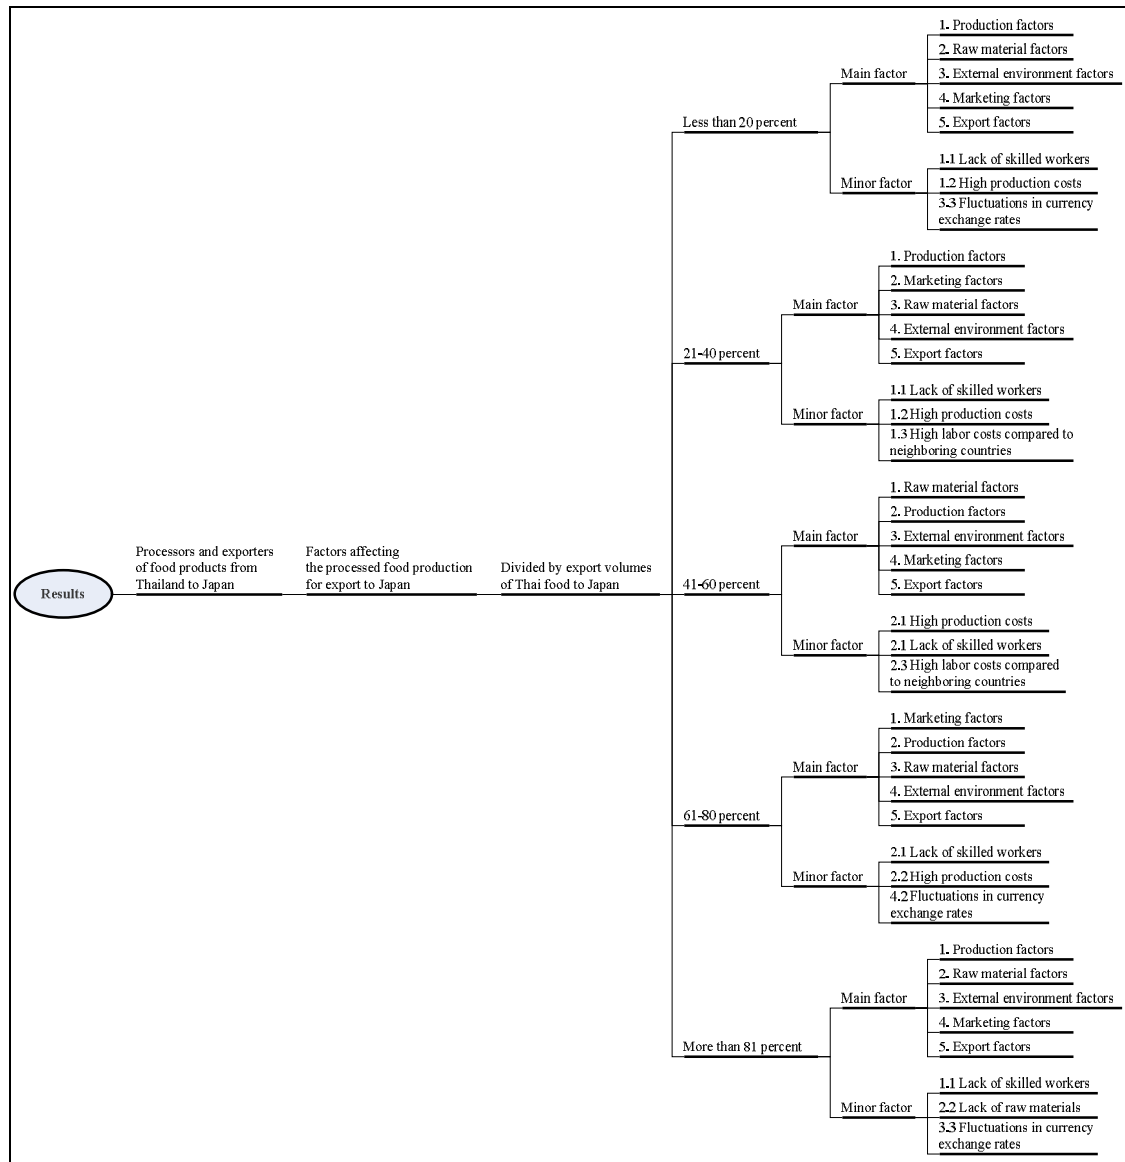 Results
Processors and exporters
of food products from
Thailand to Japan
Factors affecting
the processed food production
for export to Japan
Divided by export volumes
of Thai food to Japan
Less than 20 percent
Main factor
1. Production factors
2. Raw material factors
3. External environment factors
4. Marketing factors
5. Export factors
Minor factor
1.1 Lack of skilled workers
1.2 High production costs
3.3 Fluctuations in currency
exchange rates
21-40 percent
Main factor
1. Production factors
2. Marketing factors
3. Raw material factors
4. External environment factors
5. Export factors
Minor factor
1.1 Lack of skilled workers
1.2 High production costs
1.3 High labor costs compared to
neighboring countries
41-60 percent
Main factor
1. Raw material factors
2. Production factors
3. External environment factors
4. Marketing factors
5. Export factors
Minor factor
2.1 High production costs
2.1 Lack of skilled workers
2.3 High labor costs compared
to neighboring countries
61-80 percent
Main factor
1. Marketing factors
2. Production factors
3. Raw material factors
4. External environment factors
5. Export factors
Minor factor
2.1 Lack of skilled workers
2.2 High production costs
4.2 Fluctuations in currency
exchange rates
More than 81 percent
Main factor
1. Production factors
2. Raw material factors
3. External environment factors
4. Marketing factors
5. Export factors
Minor factor
1.1 Lack of skilled workers
2.2 Lack of raw materials
3.3 Fluctuations in currency
exchange rates